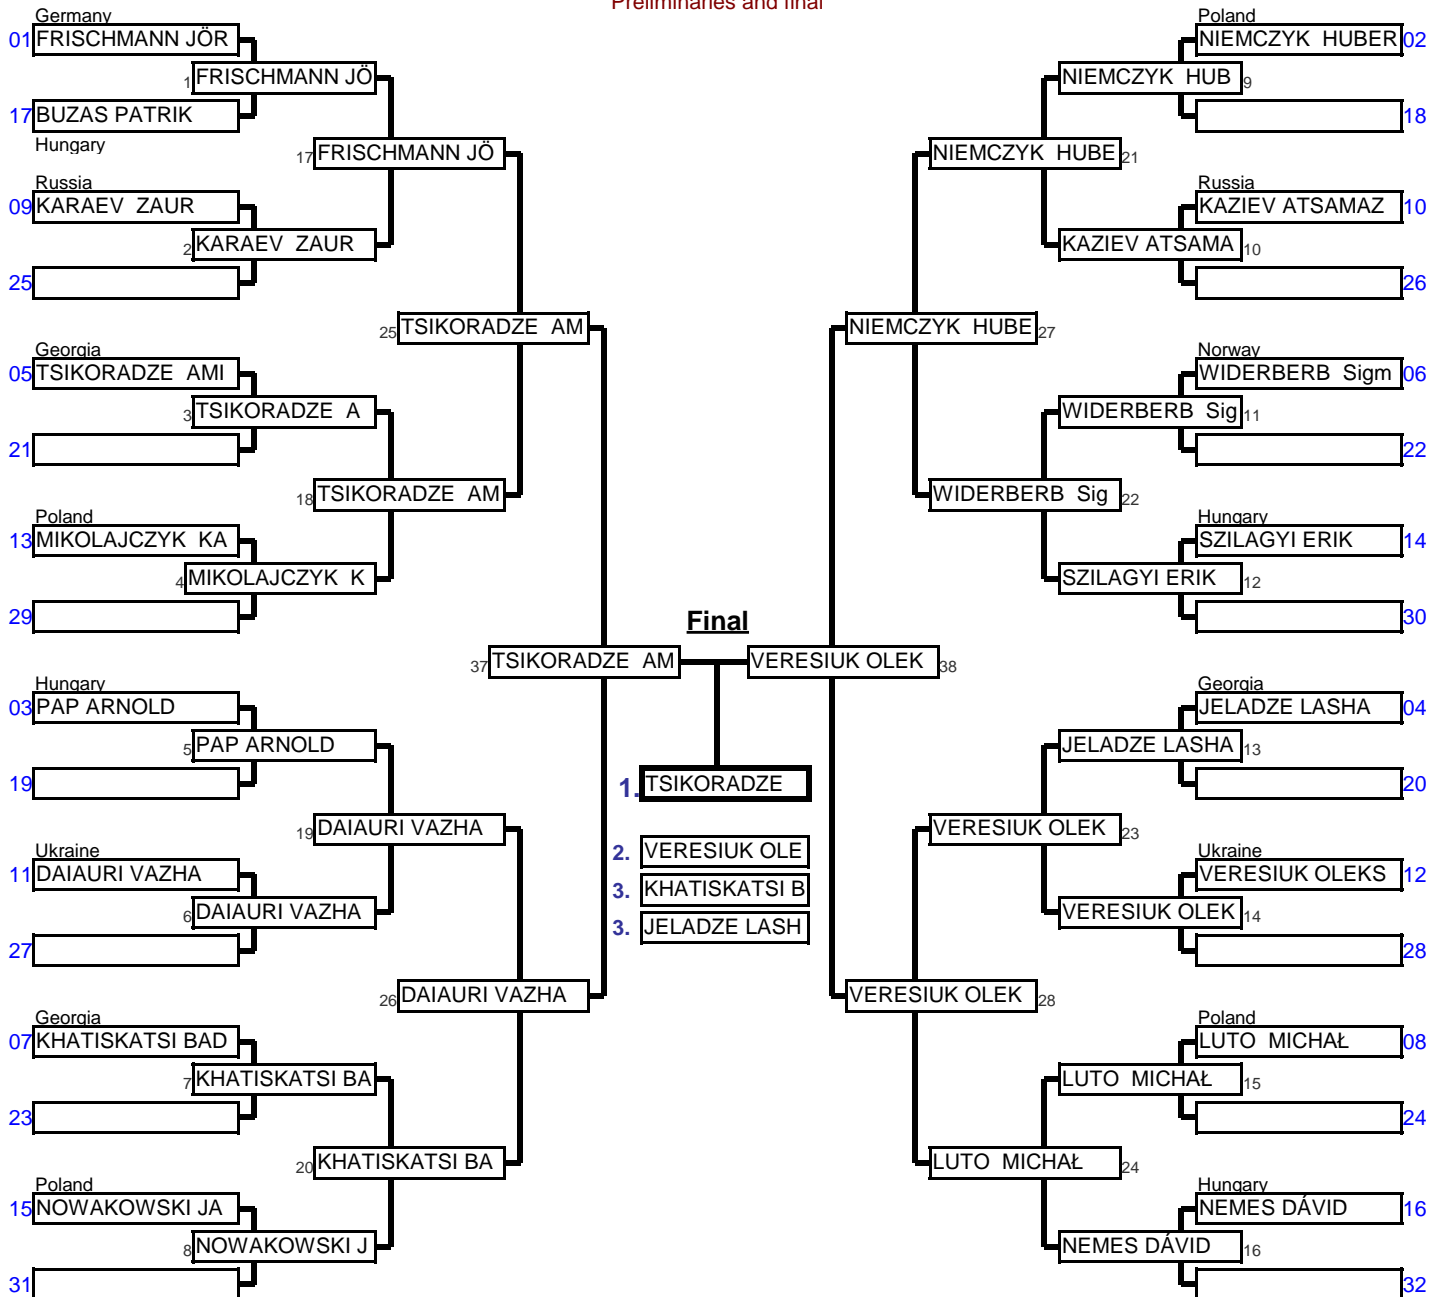 Preliminaries and final
Germany
01 FRISCHMANN JÖR
1 FRISCHMANN JÖ
17 BUZAS PATRIK
Hungary
17 FRISCHMANN JÖ
Russia
09 KARAEV ZAUR
2 KARAEV ZAUR
25
25 TSIKORADZE AM
Georgia
05 TSIKORADZE AMI
3 TSIKORADZE A
21
18 TSIKORADZE AM
Poland
13 MIKOLAJCZYK KA
4 MIKOLAJCZYK K
29
37 TSIKORADZE AM
Hungary
03 PAP ARNOLD
5 PAP ARNOLD
19
19 DAIAURI VAZHA
Ukraine
11 DAIAURI VAZHA
6 DAIAURI VAZHA
27
26 DAIAURI VAZHA
Georgia
07 KHATISKATSI BAD
7 KHATISKATSI BA
23
20 KHATISKATSI BA
Poland
15 NOWAKOWSKI JA
8 NOWAKOWSKI J
31
Final
1. TSIKORADZE
2. VERESIUK OLE
3. KHATISKATSI B
3. JELADZE LASH
Poland
NIEMCZYK HUBER 02
NIEMCZYK HUB 9
18
NIEMCZYK HUBE 21
Russia
KAZIEV ATSAMAZ 10
KAZIEV ATSAMA 10
26
NIEMCZYK HUBE 27
Norway
WIDERBERB Sigm 06
WIDERBERB Sig 11
22
WIDERBERB Sig 22
Hungary
SZILAGYI ERIK 14
SZILAGYI ERIK 12
30
VERESIUK OLEK 38
Georgia
JELADZE LASHA 04
JELADZE LASHA 13
20
VERESIUK OLEK 23
Ukraine
VERESIUK OLEKS 12
VERESIUK OLEK 14
28
VERESIUK OLEK 28
Poland
LUTO MICHAŁ 08
LUTO MICHAŁ 15
24
LUTO MICHAŁ 24
Hungary
NEMES DÁVID 16
NEMES DÁVID 16
32